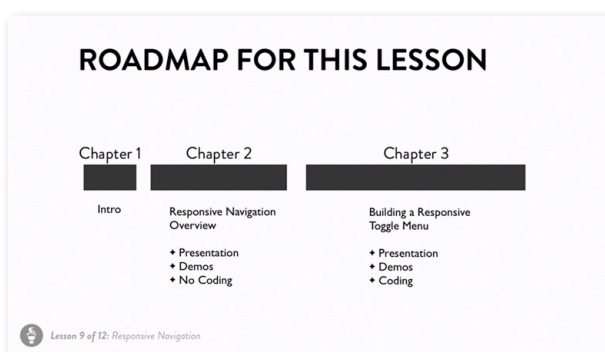 ROADMAP FOR THIS LESSON
Chapter 1
Intro
Chapter 2
Responsive Navigation
Overview
✦ Presentation
✦ Demos
✦ No Coding
Chapter 3
Building a Responsive
Toggle Menu
✦ Presentation
✦ Demos
✦ Coding
Lesson 9 of 12: Responsive Navigation